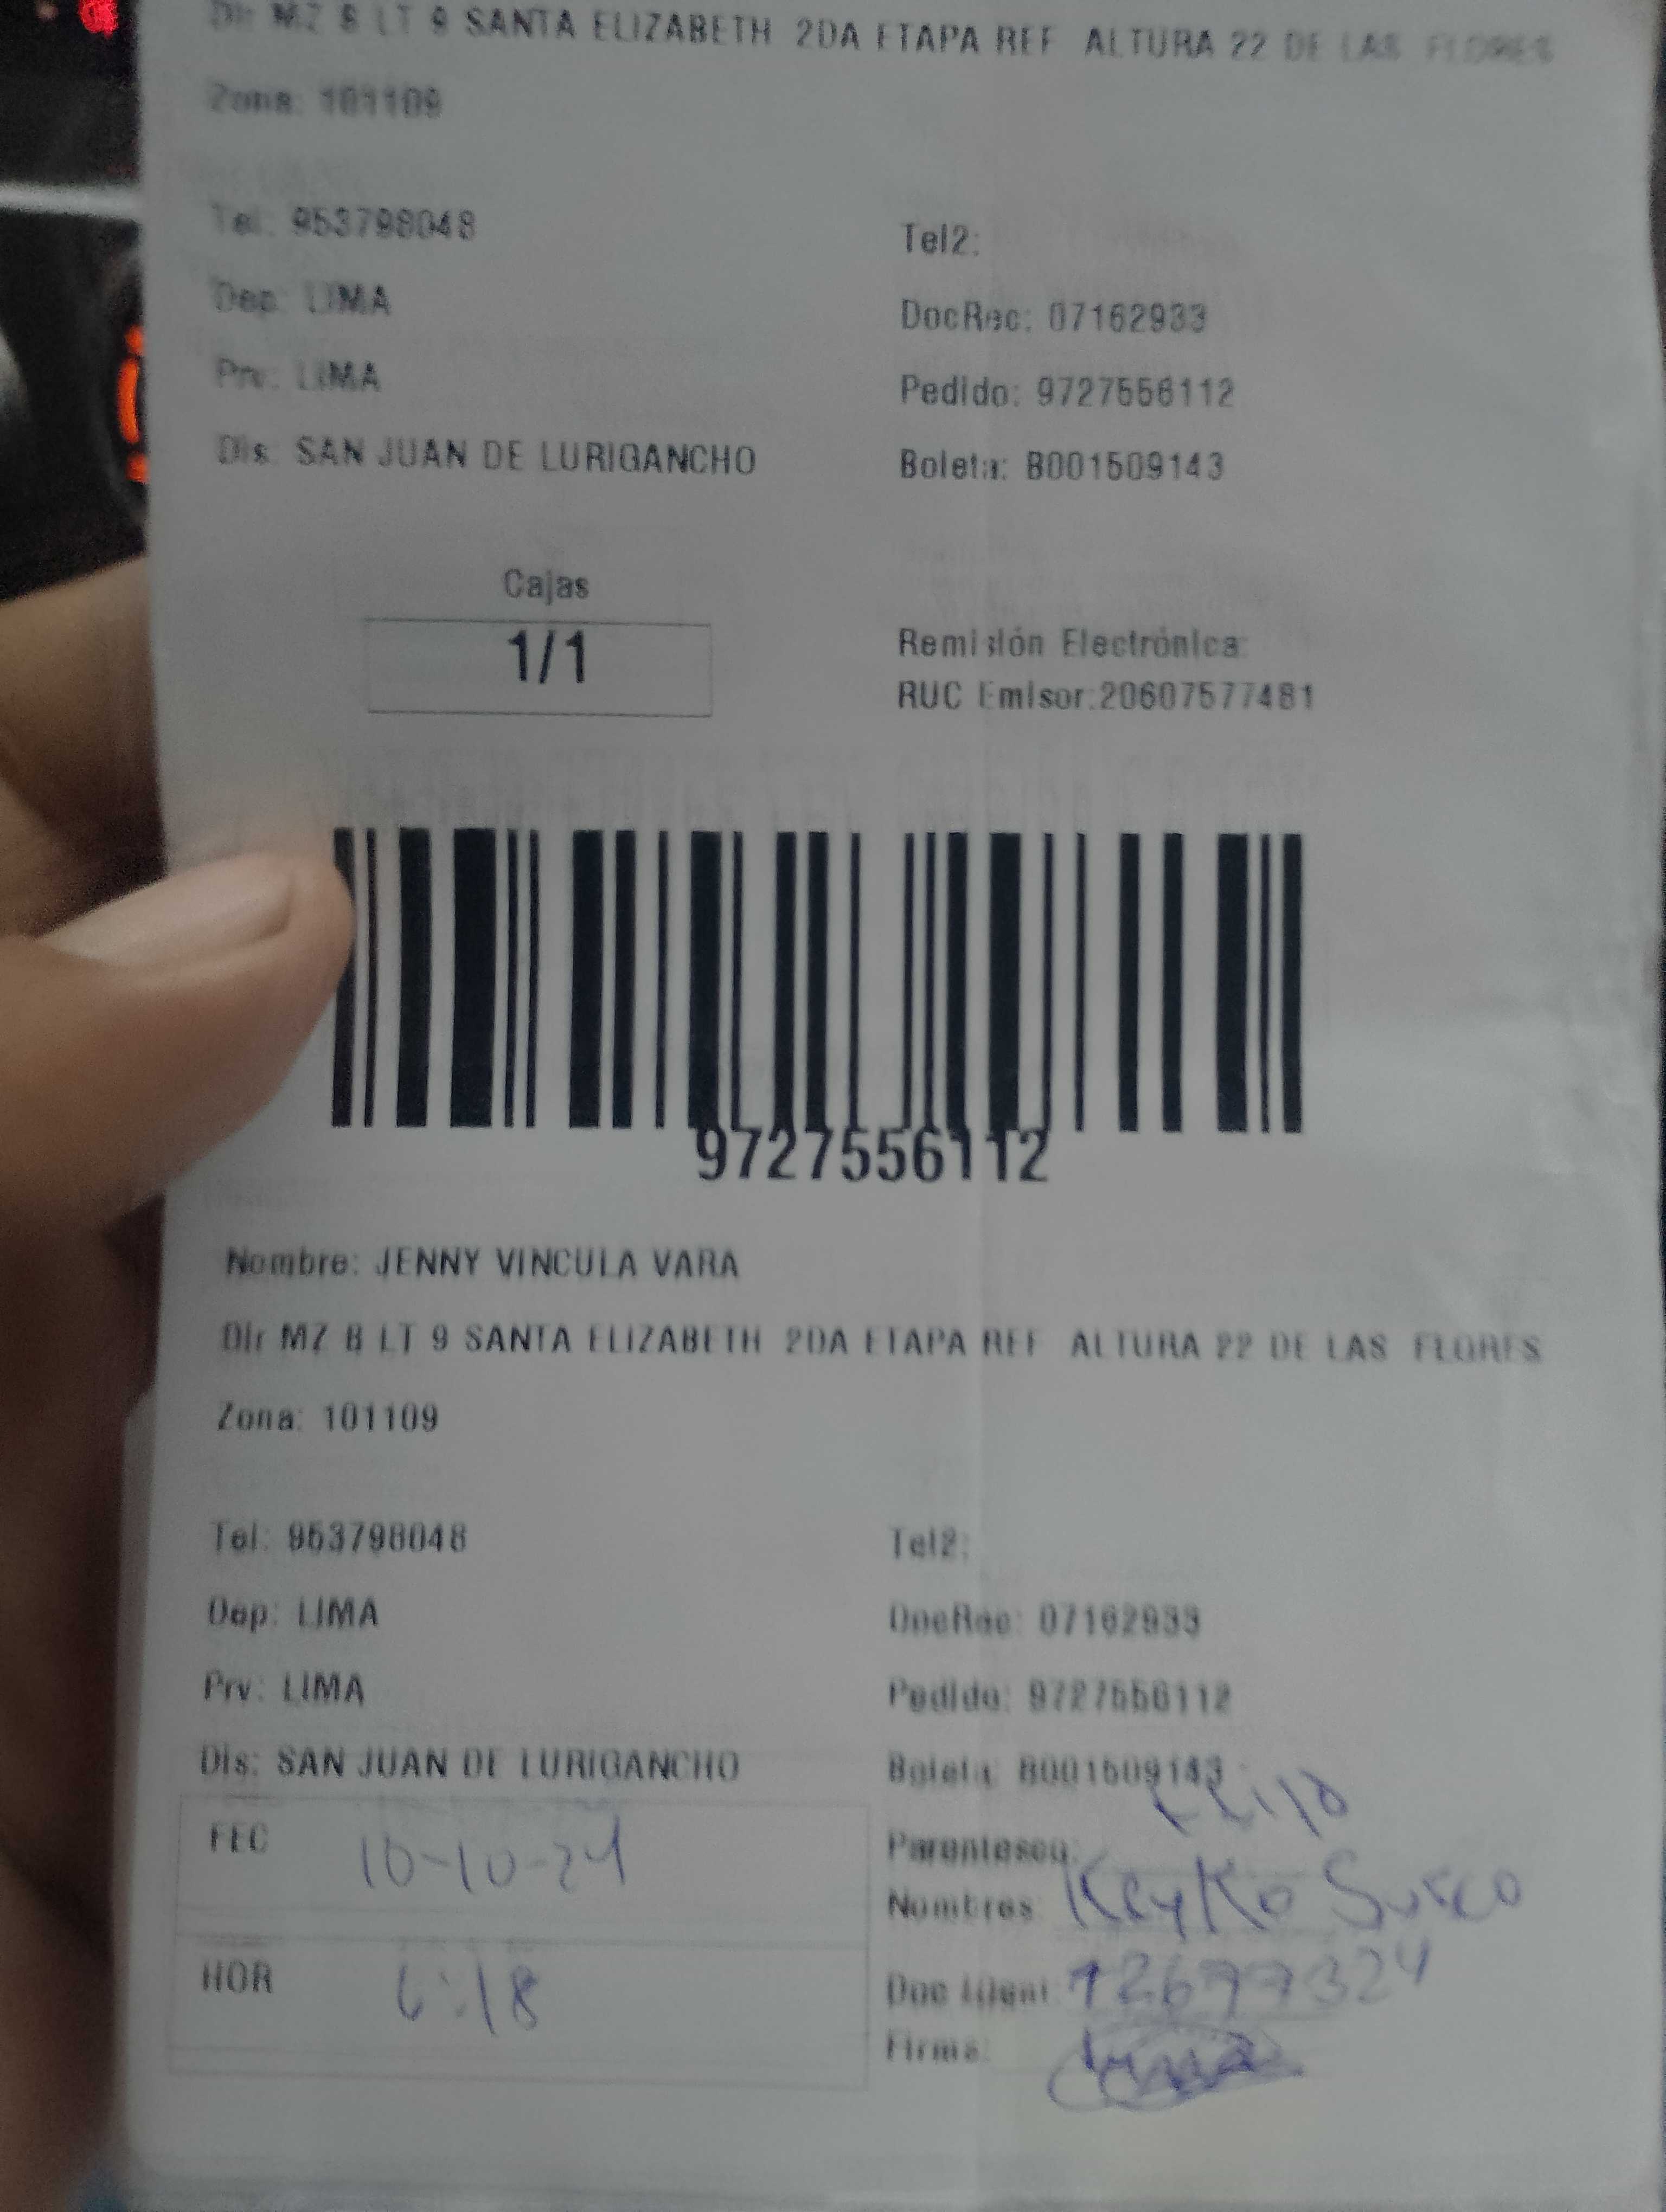 Dir MZ B LT 9 SANTA ELIZABETH 2DA ETAPA REF ALTURA 22 DE LAS FLORES
Zona: 101109
Tel: 953798048
Tel2:
Dep: LIMA
DocRec: 07162933
Prv: LIMA
Pedido: 9727556112
Dis: SAN JUAN DE LURIGANCHO
Boleta: B001509143
Cajas
1/1
Remisión Electrónica:
RUC Emisor:20607577481
9727556112
Nombre: JENNY VINCULA VARA
Dir MZ B LT 9 SANTA ELIZABETH 2DA ETAPA REF ALTURA 22 DE LAS FLORES
Zona: 101109
Tel: 953798048
Tel2:
Dep: LIMA
DocRec: 07162933
Prv: LIMA
Pedido: 9727556112
Dis: SAN JUAN DE LURIGANCHO
Boleta: B001509143
FEC 10-10-24
Parentesco:
Nombres: Keyko
HOR 6:18
Doc Ident: 72677324
Firma: